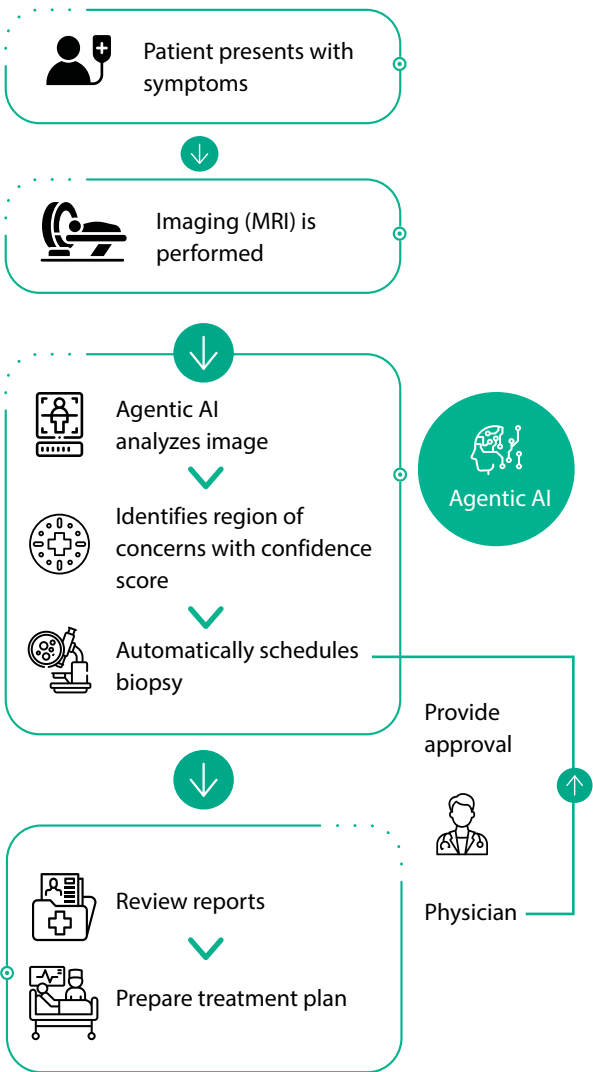 Patient presents with
symptoms
Imaging (MRI) is
performed
Agentic AI
analyzes image
Identifies region of
concerns with confidence
score
Automatically schedules
biopsy
Agentic AI
Provide
approval
Physician
Review reports
Prepare treatment plan